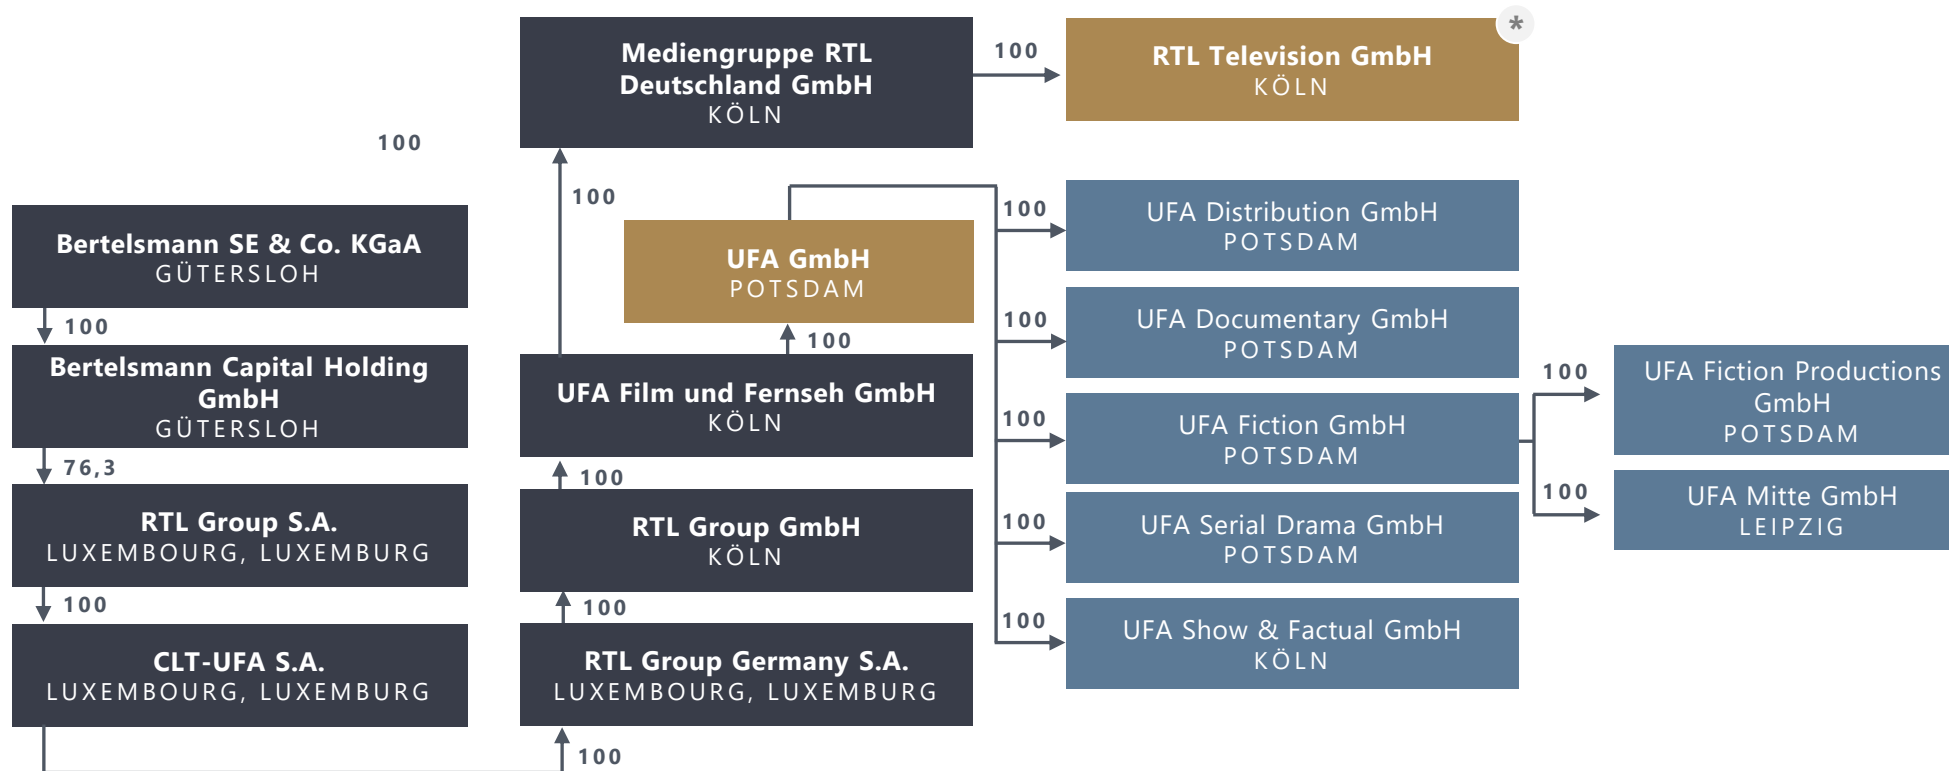 Mediengruppe RTL
Deutschland GmbH
KÖLN
100
RTL Television GmbH
KÖLN
*
100
100
Bertelsmann SE & Co. KGaA
GÜTERSLOH
100
Bertelsmann Capital Holding
GmbH
GÜTERSLOH
76,3
RTL Group S.A.
LUXEMBOURG, LUXEMBURG
100
CLT-UFA S.A.
LUXEMBOURG, LUXEMBURG
UFA GmbH
POTSDAM
100
UFA Film und Fernseh GmbH
KÖLN
100
RTL Group GmbH
KÖLN
100
RTL Group Germany S.A.
LUXEMBOURG, LUXEMBURG
100
100
UFA Distribution GmbH
POTSDAM
100
UFA Documentary GmbH
POTSDAM
100
UFA Fiction GmbH
POTSDAM
100
UFA Serial Drama GmbH
POTSDAM
100
UFA Show & Factual GmbH
KÖLN
100
UFA Fiction Productions
GmbH
POTSDAM
100
UFA Mitte GmbH
LEIPZIG